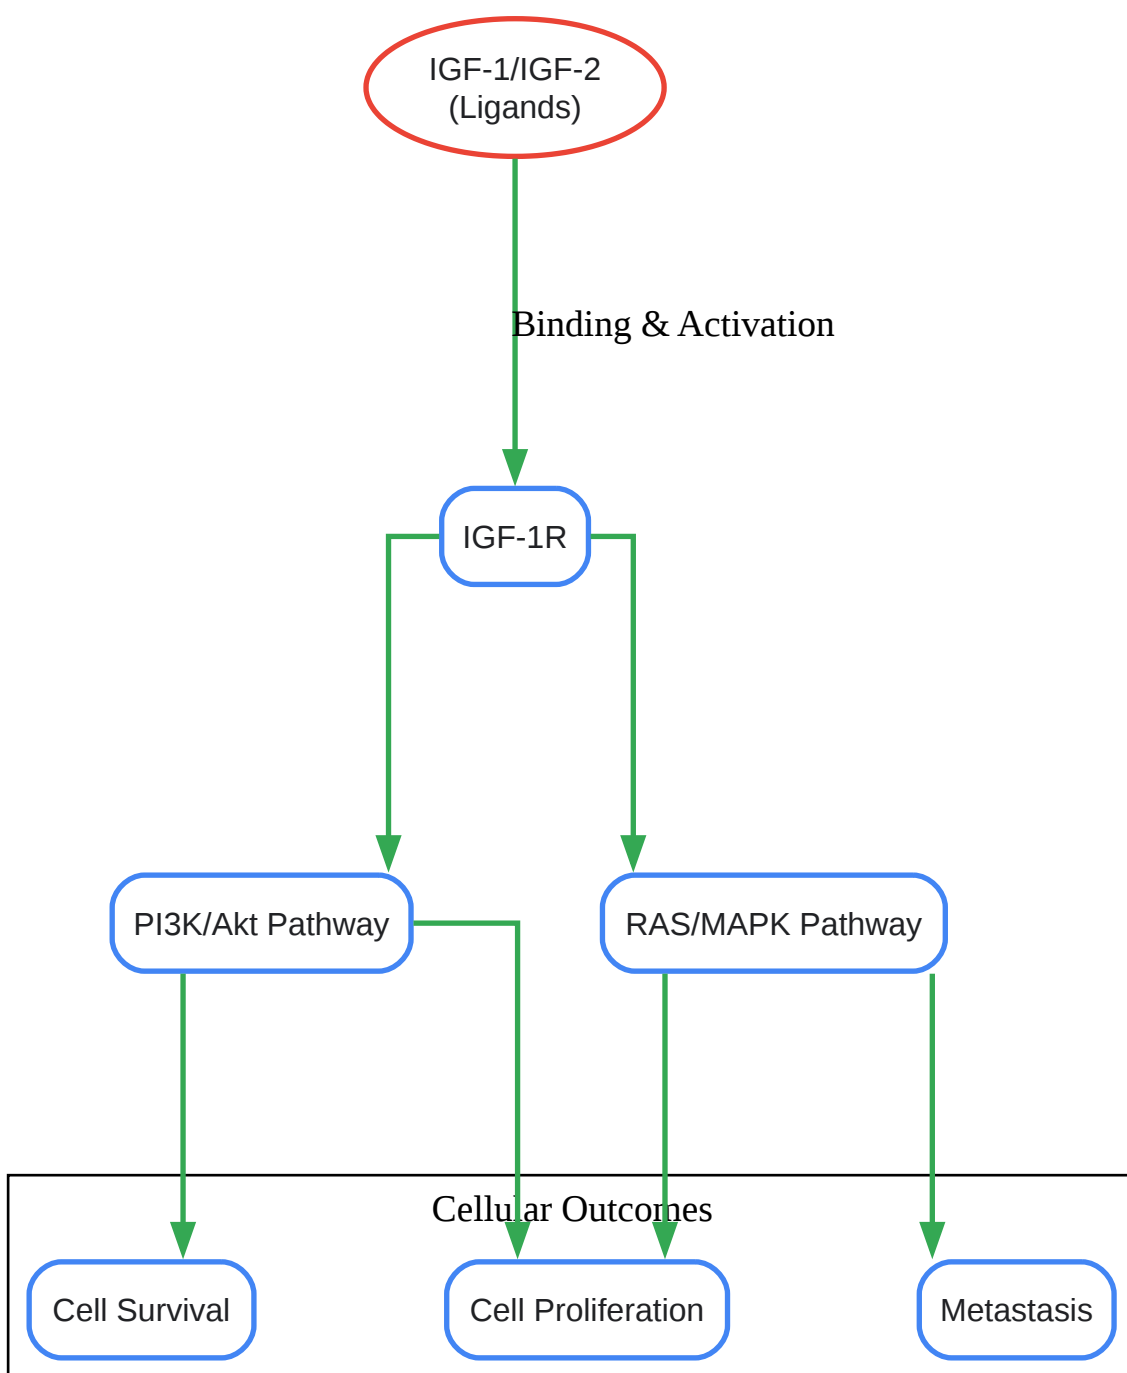 IGF-1/IGF-2
(Ligands)
Binding & Activation
IGF-1R
PI3K/Akt Pathway
RAS/MAPK Pathway
Cellular Outcomes
Cell Survival
Cell Proliferation
Metastasis